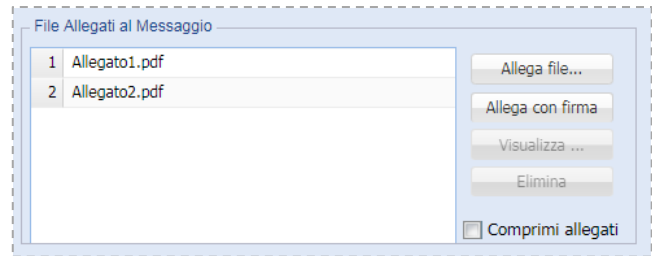 File Allegati al Messaggio
1 Allegato1.pdf
2 Allegato2.pdf
Allega file...
Allega con firma
Visualizza ...
Elimina
Comprimi allegati